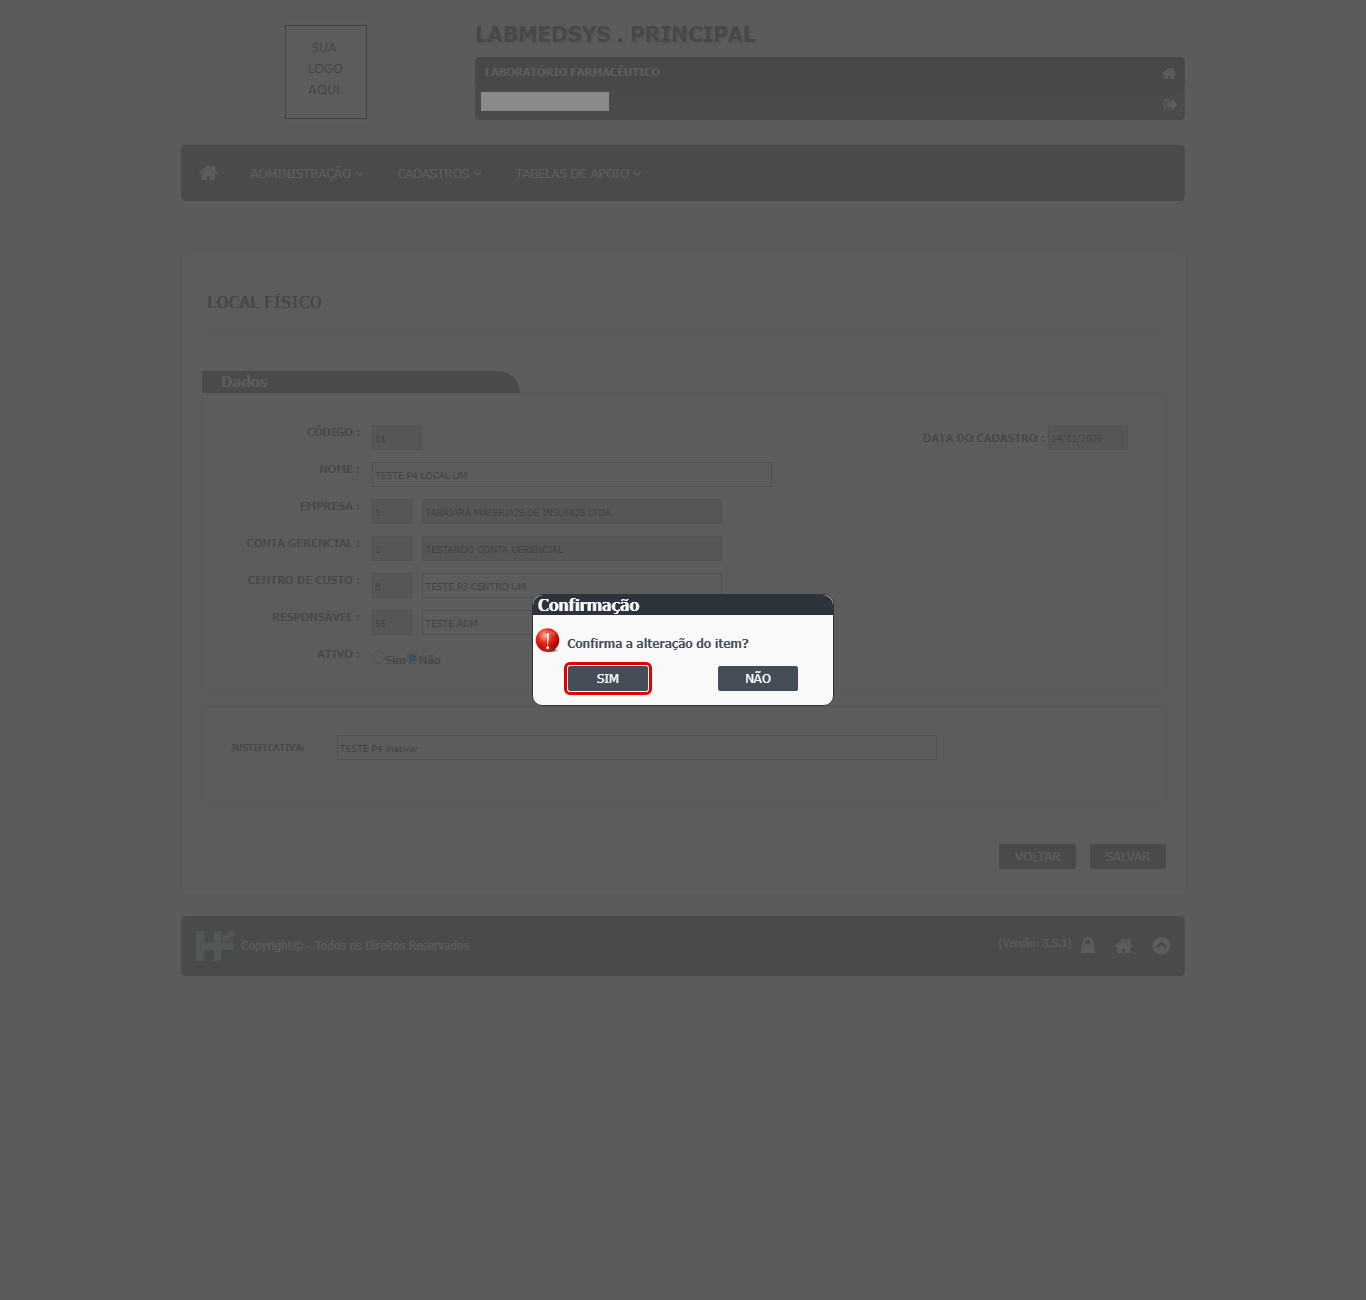 SUA
LOGO
AQUI
LABMEDSYS . PRINCIPAL
LABORATÓRIO FARMACÊUTICO
ADMINISTRAÇÃO
CADASTROS
TABELAS DE APOIO
LOCAL FÍSICO
Dados
CÓDIGO : 11
DATA DO CADASTRO : 14/11/2026
NOME : TESTE P4 LOCAL UM
EMPRESA : 1 TABAJARA MATERIAIS DE INSUMOS LTDA.
CONTA GERENCIAL : 1 TESTANDO CONTA GERENCIAL
CENTRO DE CUSTO : 8 TESTE P3 CENTRO UM
RESPONSÁVEL : 55 TESTE ADM
ATIVO : Sim Não
Confirmação
Confirma a alteração do item?
SIM NÃO
JUSTIFICATIVA: TESTE P4 inativar
VOLTAR SALVAR
Copyright© - Todos os Direitos Reservados
(Versão: 3.5.1)